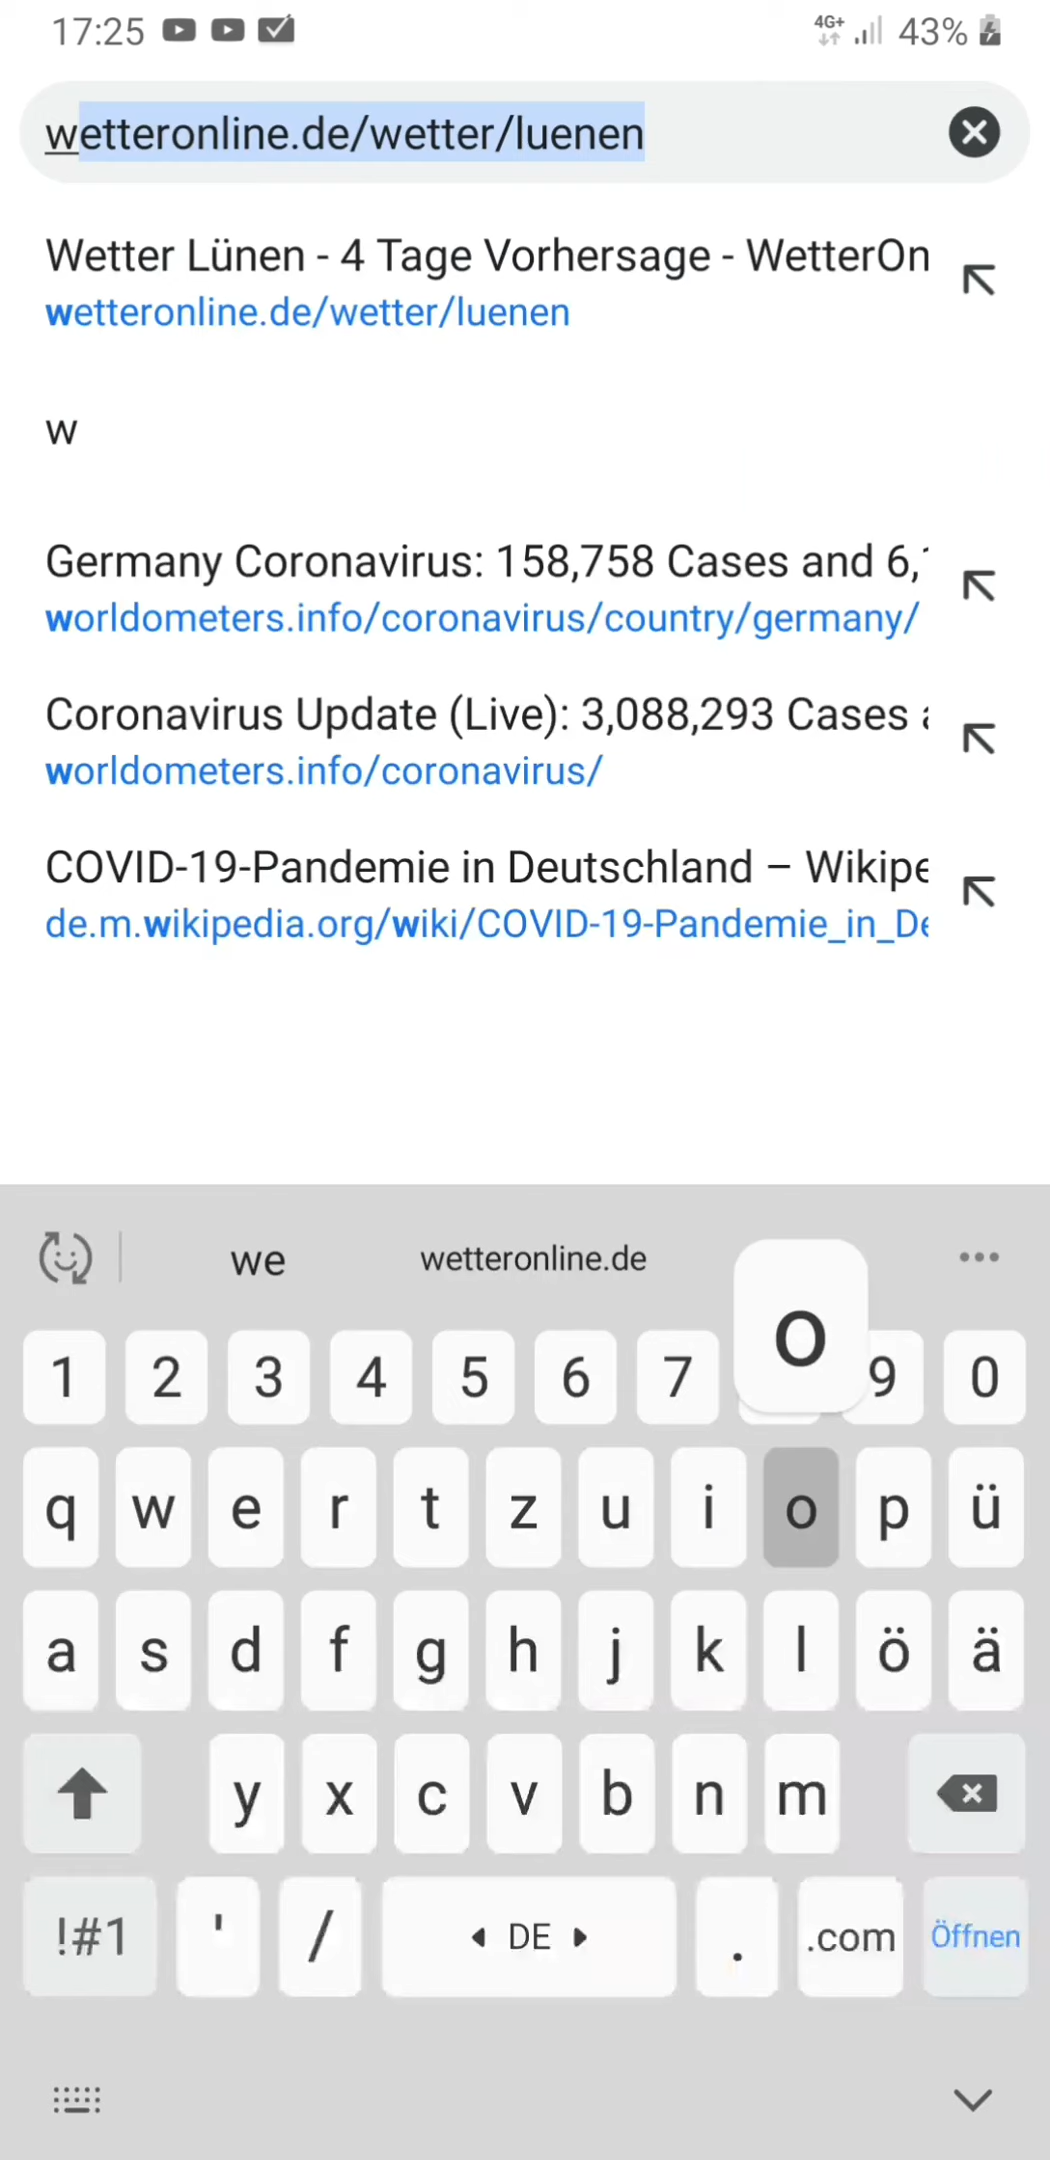 17:25 4G+ 43%
wetteronline.de/wetter/luenen
Wetter Lünen - 4 Tage Vorhersage - WetterOn
wetteronline.de/wetter/luenen
w
Germany Coronavirus: 158,758 Cases and 6,
worldometers.info/coronavirus/country/germany/
Coronavirus Update (Live): 3,088,293 Cases
worldometers.info/coronavirus/
COVID-19-Pandemie in Deutschland – Wikipe
de.m.wikipedia.org/wiki/COVID-19-Pandemie_in_De
we wetteronline.de
o
1 2 3 4 5 6 7 9 0
q w e r t z u i o p ü
a s d f g h j k l ö ä
y x c v b n m
!#1 ' / DE . .com Öffnen